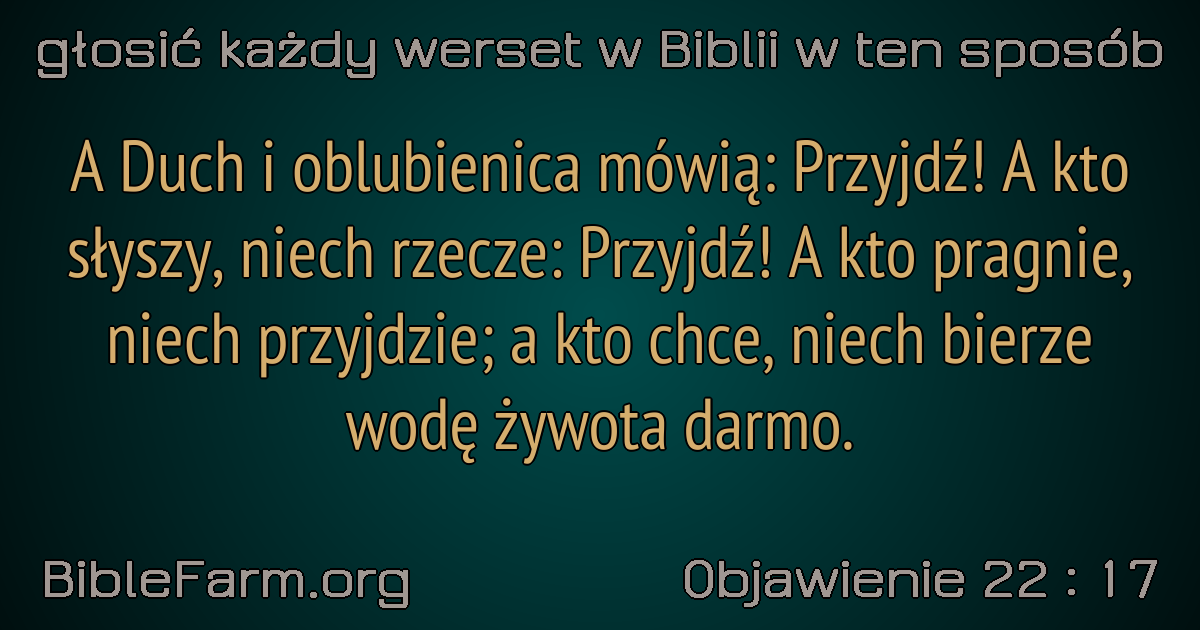 głosić każdy werset w Biblii w ten sposób
A Duch i oblubienica mówią: Przyjdź! A kto
słyszy, niech rzecze: Przyjdź! A kto pragnie,
niech przyjdzie; a kto chce, niech bierze
wodę żywota darmo.
BibleFarm.org
Objawienie 22 : 17